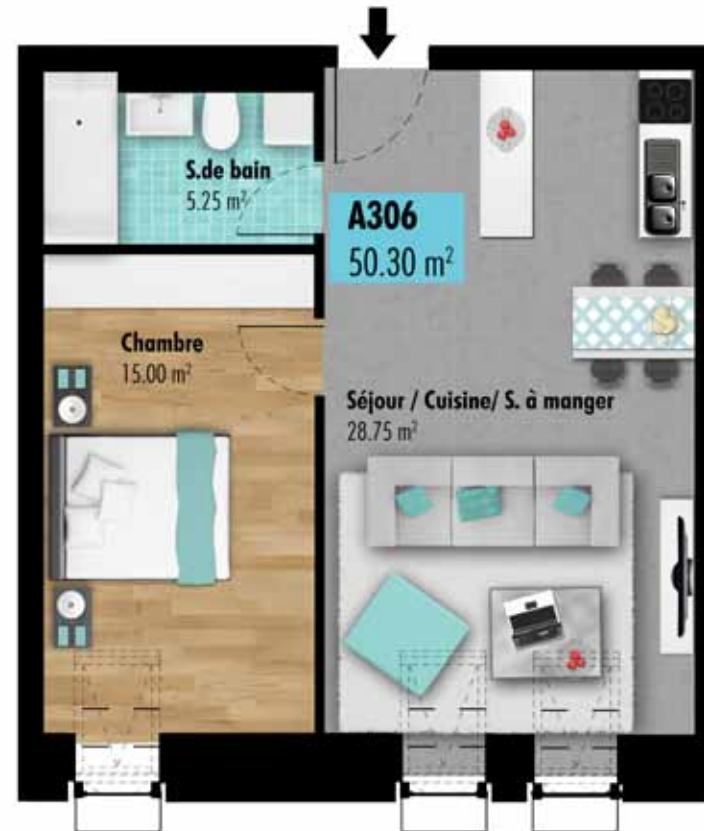 S.de bain
5.25 m²
A306
50.30 m²
Chambre
15.00 m²
Séjour / Cuisine/ S. à manger
28.75 m²